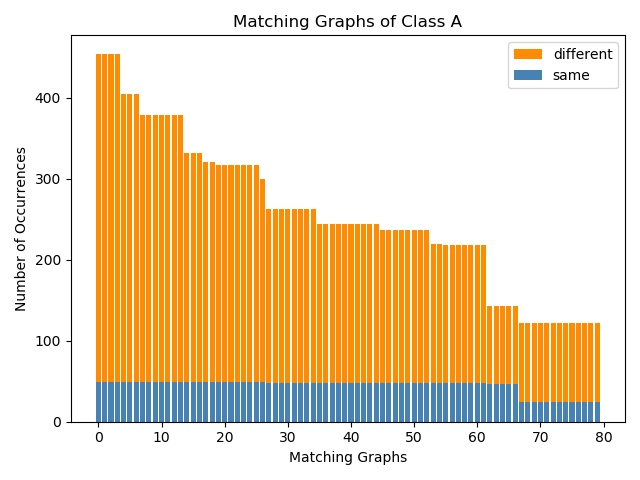 Matching Graphs of Class A
different
same
Number of Occurrences
400
300
200
100
0
0 10 20 30 40 50 60 70 80
Matching Graphs